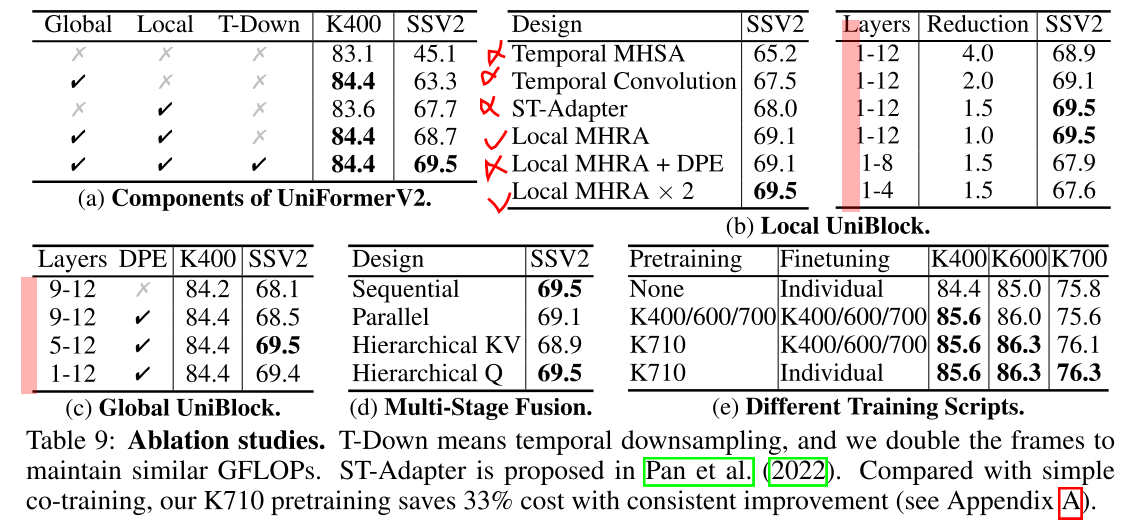 Global Local T-Down K400 SSV2
✗ ✗ ✗ 83.1 45.1
✓ ✗ ✗ 84.4 63.3
✗ ✓ ✗ 83.6 67.7
✓ ✓ ✗ 84.4 68.7
✓ ✓ ✓ 84.4 69.5
(a) Components of UniFormerV2.
Design SSV2
Temporal MHSA 65.2
Temporal Convolution 67.5
ST-Adapter 68.0
Local MHRA 69.1
Local MHRA + DPE 69.1
Local MHRA × 2 69.5
Layers Reduction SSV2
1-12 4.0 68.9
1-12 2.0 69.1
1-12 1.5 69.5
1-12 1.0 69.5
1-8 1.5 67.9
1-4 1.5 67.6
(b) Local UniBlock.
Layers DPE K400 SSV2
9-12 ✗ 84.2 68.1
9-12 ✓ 84.4 68.5
5-12 ✓ 84.4 69.5
1-12 ✓ 84.4 69.4
(c) Global UniBlock.
Design SSV2
Sequential 69.5
Parallel 69.1
Hierarchical KV 68.9
Hierarchical Q 69.5
(d) Multi-Stage Fusion.
Pretraining Finetuning K400 K600 K700
None Individual 84.4 85.0 75.8
K400/600/700 K400/600/700 85.6 86.0 75.6
K710 K400/600/700 85.6 86.3 76.1
K710 Individual 85.6 86.3 76.3
(e) Different Training Scripts.
Table 9: Ablation studies. T-Down means temporal downsampling, and we double the frames to
maintain similar GFLOPs. ST-Adapter is proposed in Pan et al. (2022). Compared with simple
co-training, our K710 pretraining saves 33% cost with consistent improvement (see Appendix A).